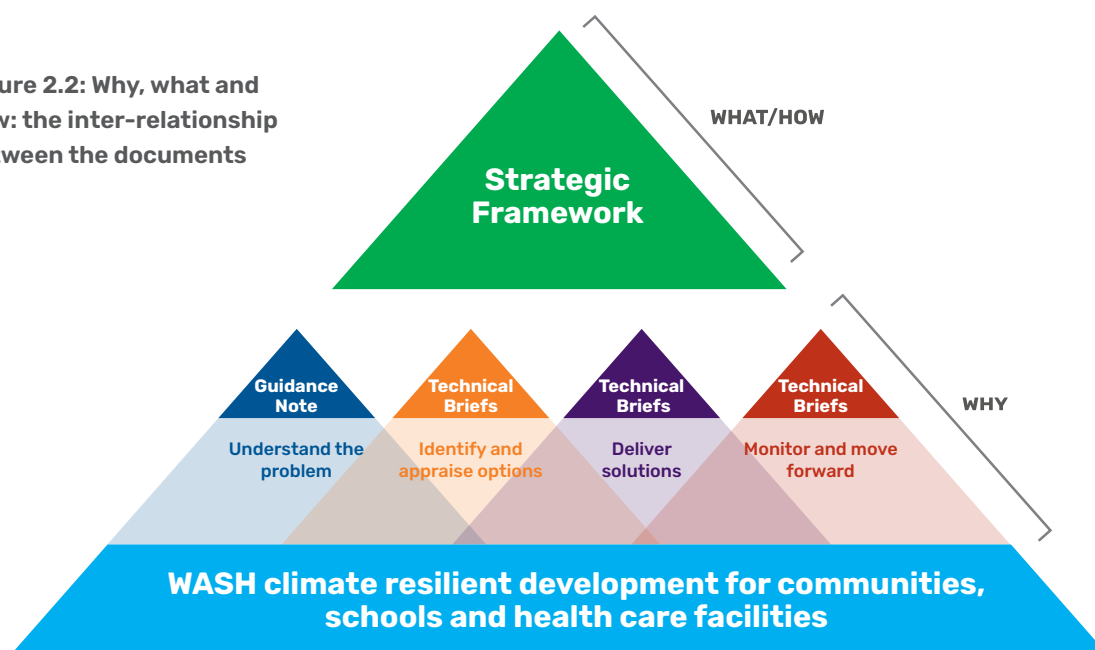 ure 2.2: Why, what and
w: the inter-relationship
tween the documents
WHAT/HOW
Strategic
Framework
Guidance
Note
Technical
Briefs
Technical
Briefs
Technical
Briefs
WHY
Understand the
problem
Identify and
appraise options
Deliver
solutions
Monitor and move
forward
WASH climate resilient development for communities,
schools and health care facilities